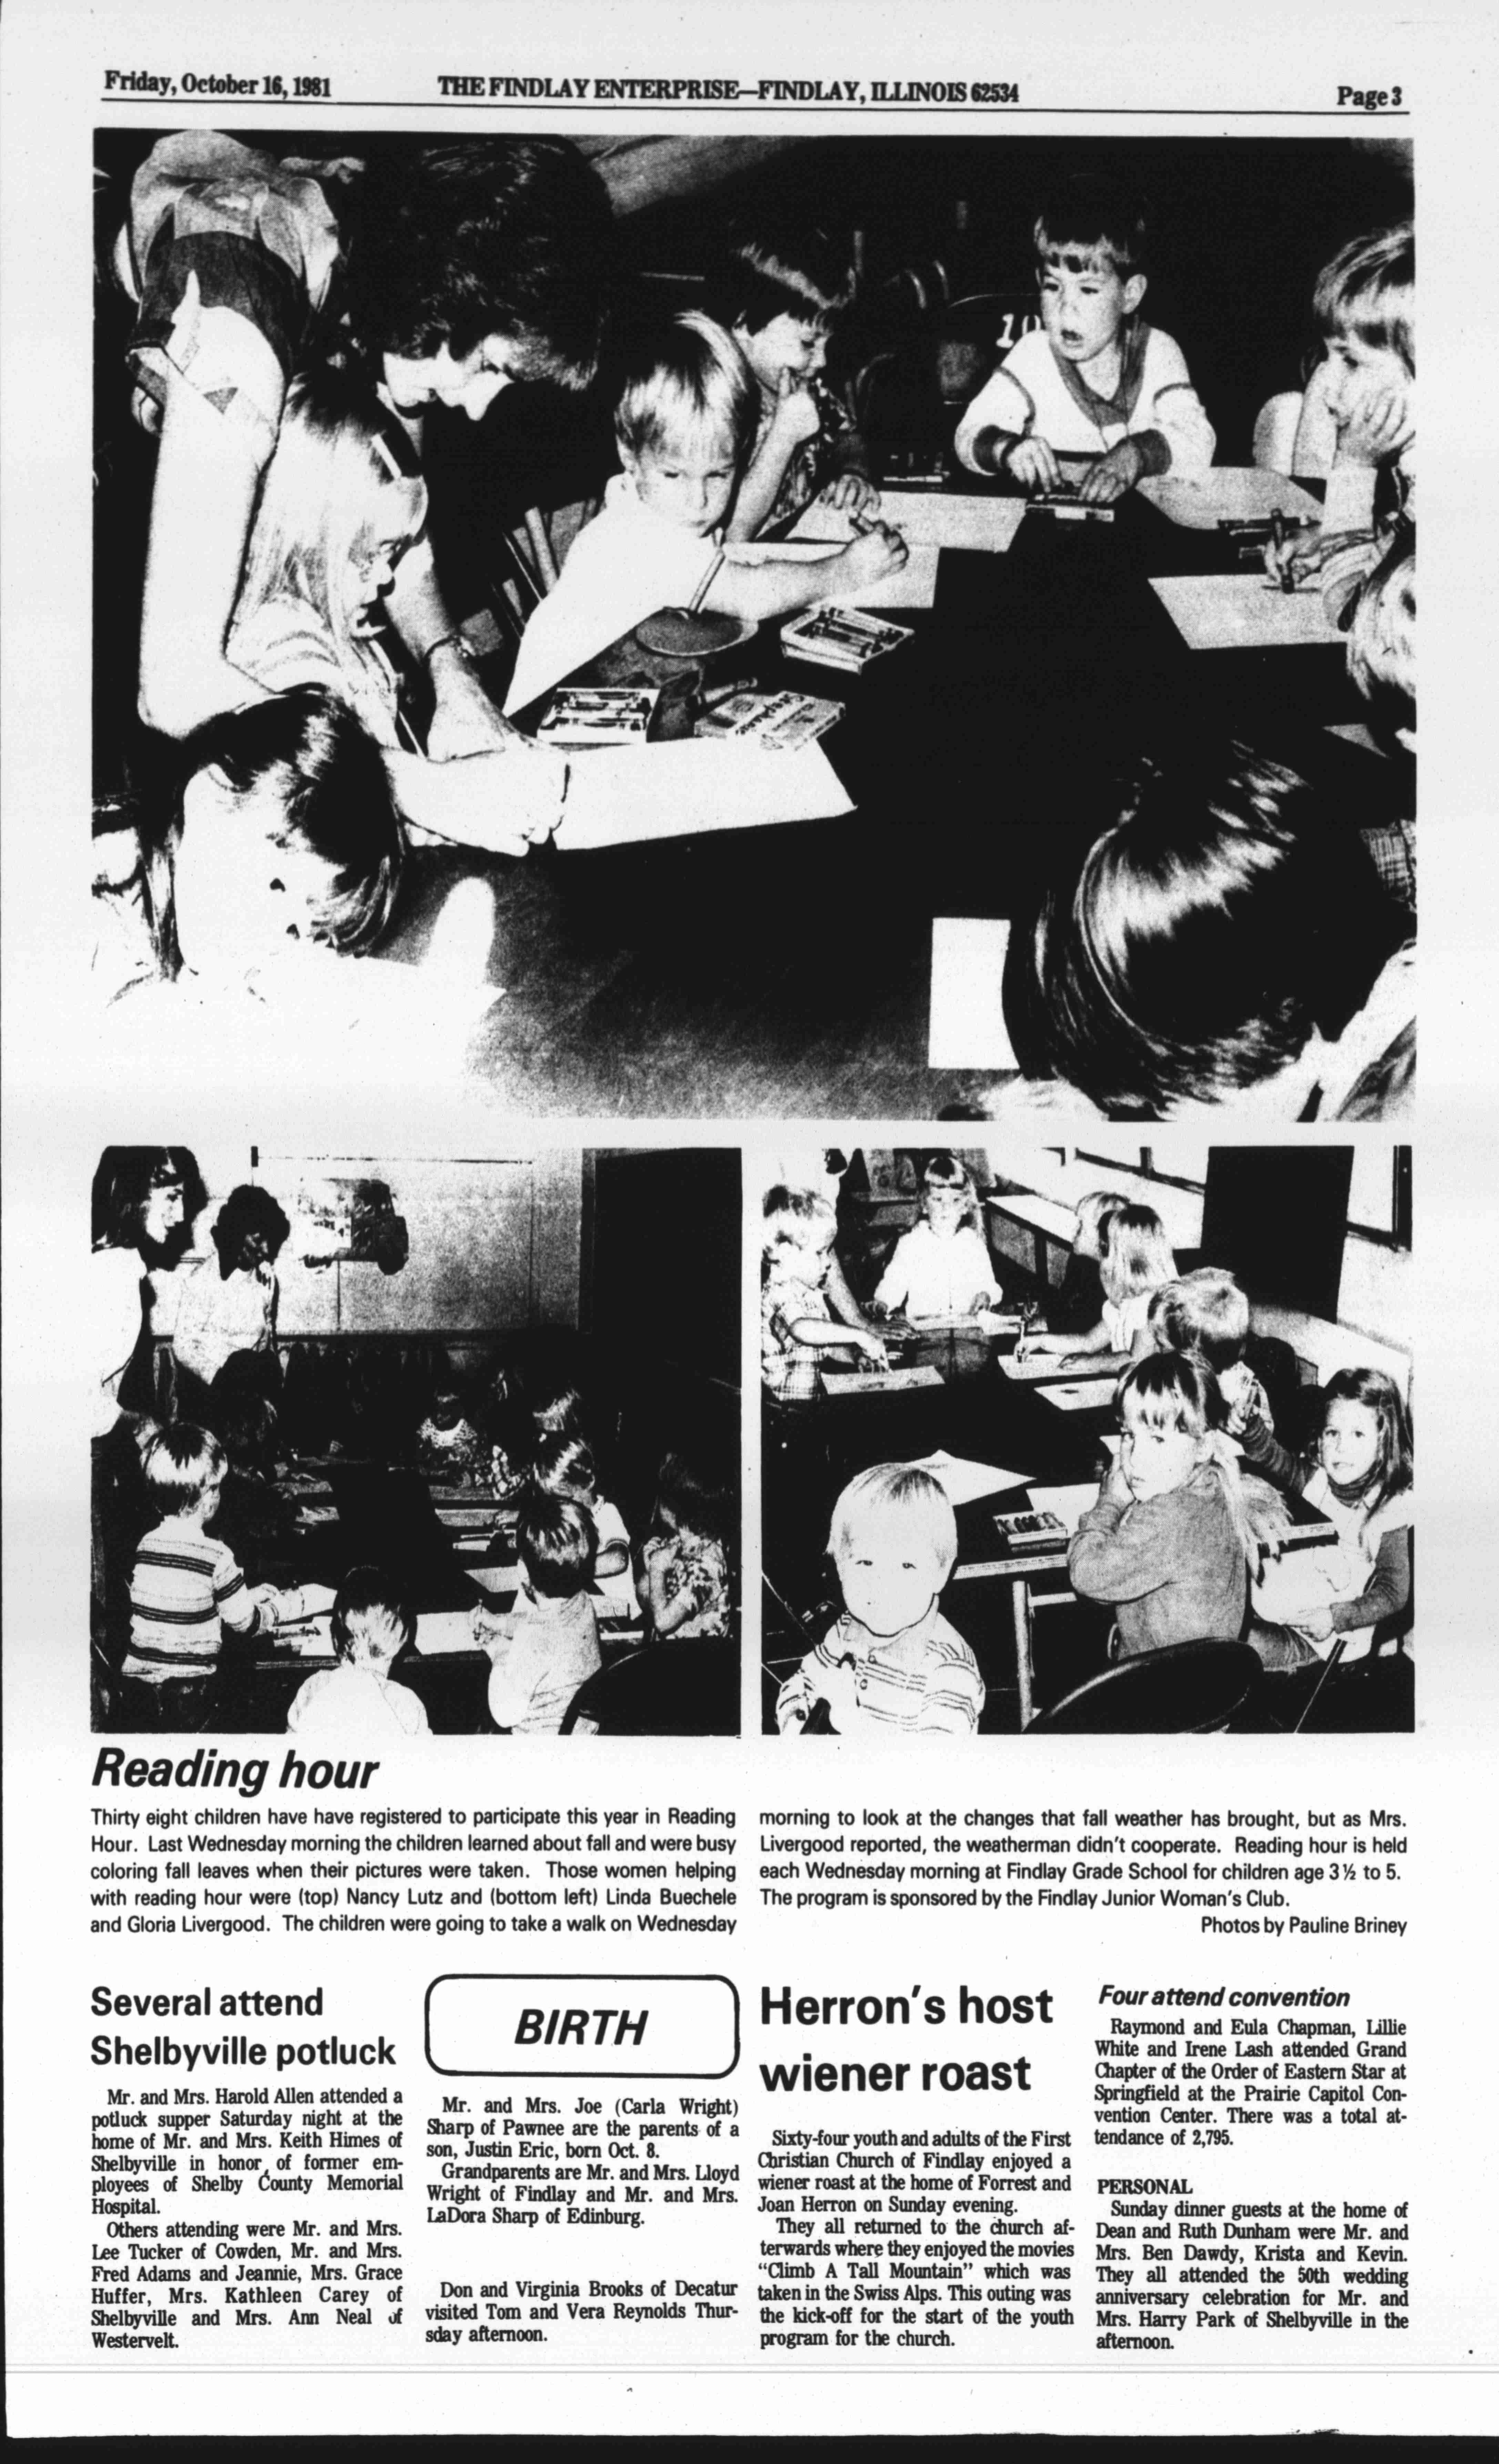 Friday, October 16, 1981
THE FINDLAY ENTERPRISE—FINDLAY, ILLINOIS 62534
Page 3
10
Reading hour
Thirty eight children have have registered to participate this year in Reading
Hour. Last Wednesday morning the children learned about fall and were busy
coloring fall leaves when their pictures were taken. Those women helping
with reading hour were (top) Nancy Lutz and (bottom left) Linda Buechele
and Gloria Livergood. The children were going to take a walk on Wednesday
morning to look at the changes that fall weather has brought, but as Mrs.
Livergood reported, the weatherman didn't cooperate. Reading hour is held
each Wednesday morning at Findlay Grade School for children age 3 ½ to 5.
The program is sponsored by the Findlay Junior Woman's Club.
Photos by Pauline Briney
Several attend
Shelbyville potluck
Mr. and Mrs. Harold Allen attended a
potluck supper Saturday night at the
home of Mr. and Mrs. Keith Himes of
Shelbyville in honor of former em-
ployees of Shelby County Memorial
Hospital.
Others attending were Mr. and Mrs.
Lee Tucker of Cowden, Mr. and Mrs.
Fred Adams and Jeannie, Mrs. Grace
Huffer, Mrs. Kathleen Carey of
Shelbyville and Mrs. Ann Neal of
Westervelt.
BIRTH
Mr. and Mrs. Joe (Carla Wright)
Sharp of Pawnee are the parents of a
son, Justin Eric, born Oct. 8.
Grandparents are Mr. and Mrs. Lloyd
Wright of Findlay and Mr. and Mrs.
LaDora Sharp of Edinburg.
Don and Virginia Brooks of Decatur
visited Tom and Vera Reynolds Thur-
sday afternoon.
Herron's host
wiener roast
Sixty-four youth and adults of the First
Christian Church of Findlay enjoyed a
wiener roast at the home of Forrest and
Joan Herron on Sunday evening.
They all returned to the church af-
terwards where they enjoyed the movies
"Climb A Tall Mountain" which was
taken in the Swiss Alps. This outing was
the kick-off for the start of the youth
program for the church.
Four attend convention
Raymond and Eula Chapman, Lillie
White and Irene Lash attended Grand
Chapter of the Order of Eastern Star at
Springfield at the Prairie Capitol Con-
vention Center. There was a total at-
tendance of 2,795.
PERSONAL
Sunday dinner guests at the home of
Dean and Ruth Dunham were Mr. and
Mrs. Ben Dawdy, Krista and Kevin.
They all attended the 50th wedding
anniversary celebration for Mr. and
Mrs. Harry Park of Shelbyville in the
afternoon.